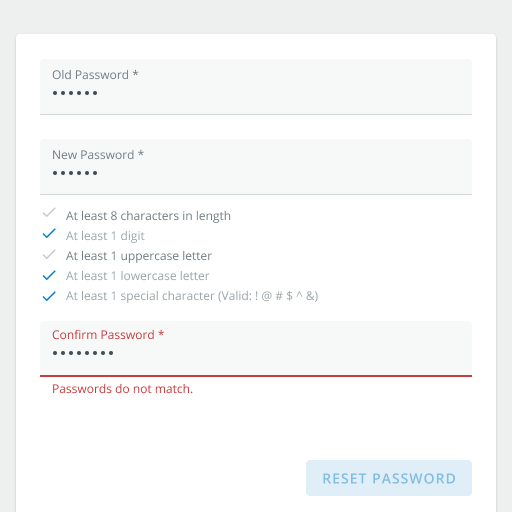 Old Password *
••••••
New Password *
••••••
At least 8 characters in length
At least 1 digit
At least 1 uppercase letter
At least 1 lowercase letter
At least 1 special character (Valid: ! @ # $ ^ &)
Confirm Password *
••••••••
Passwords do not match.
RESET PASSWORD